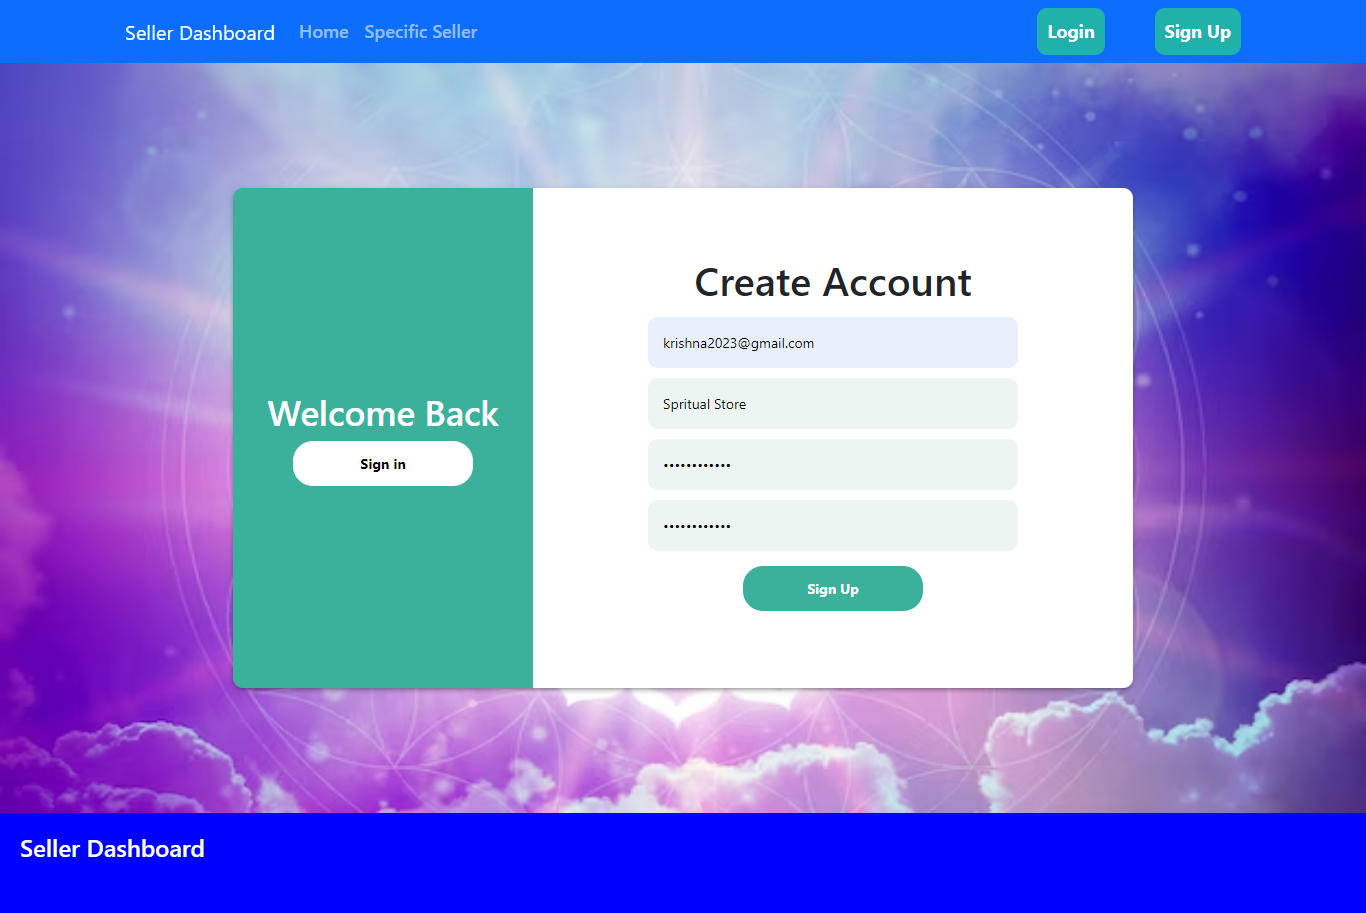 Seller Dashboard Home Specific Seller Login Sign Up
Welcome Back
Sign in
Create Account
krishna2023@gmail.com
Spritual Store
••••••••••••
••••••••••••
Sign Up
Seller Dashboard